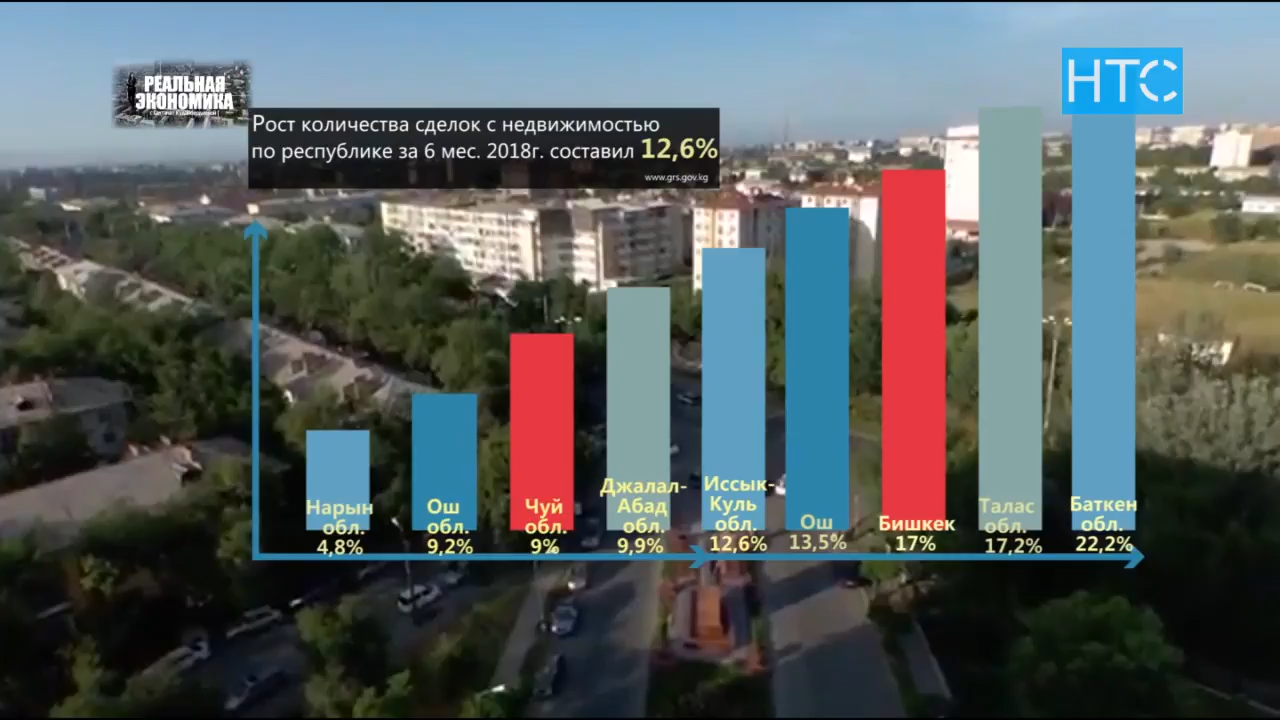 РЕАЛЬНАЯ
ЭКОНОМИКА
НТС
Рост количества сделок с недвижимостью
по республике за 6 мес. 2018г. составил 12,6%
www.grs.gov.kg
Нарын
обл.
4,8%
Ош
обл.
9,2%
Чуй
обл.
9%
Джалал-
Абад
обл.
9,9%
Иссык-
Куль
обл.
12,6%
Ош
13,5%
Бишкек
17%
Талас
обл.
17,2%
Баткен
обл.
22,2%